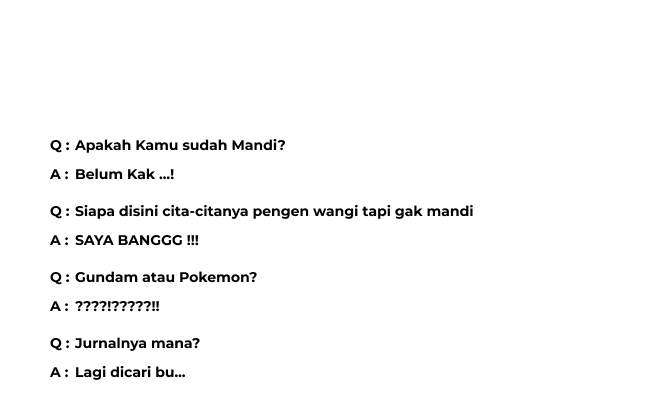 Q : Apakah Kamu sudah Mandi?
A : Belum Kak ...!
Q : Siapa disini cita-citanya pengen wangi tapi gak mandi
A : SAYA BANGGG !!!
Q : Gundam atau Pokemon?
A : ????!?????!!
Q : Jurnalnya mana?
A : Lagi dicari bu...